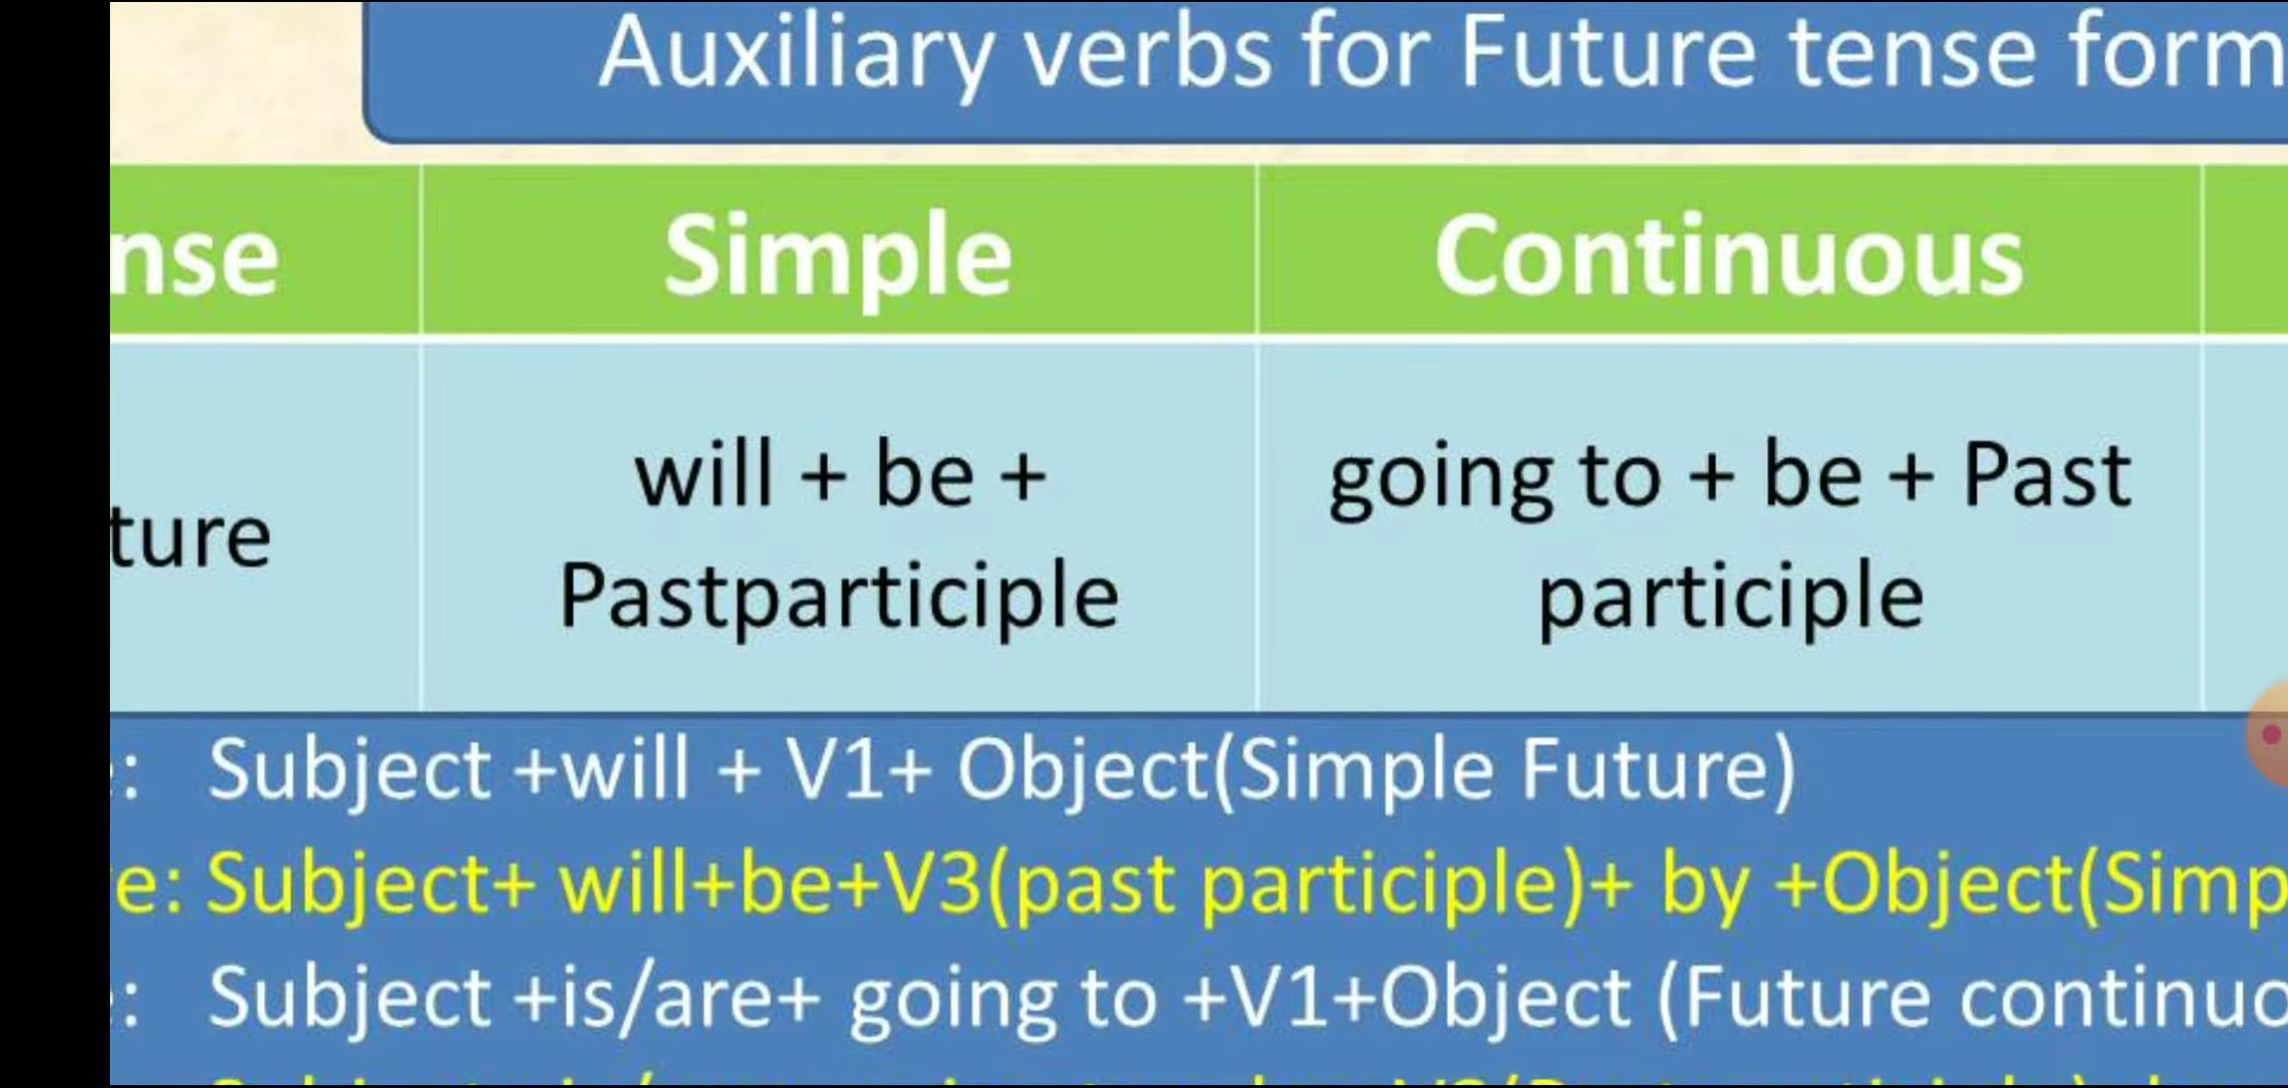 Auxiliary verbs for Future tense form
nse Simple Continuous
ture will + be + Pastparticiple going to + be + Past participle
e: Subject +will + V1+ Object(Simple Future)
e: Subject+ will+be+V3(past participle)+ by +Object(Simp
: Subject +is/are+ going to +V1+Object (Future continuo